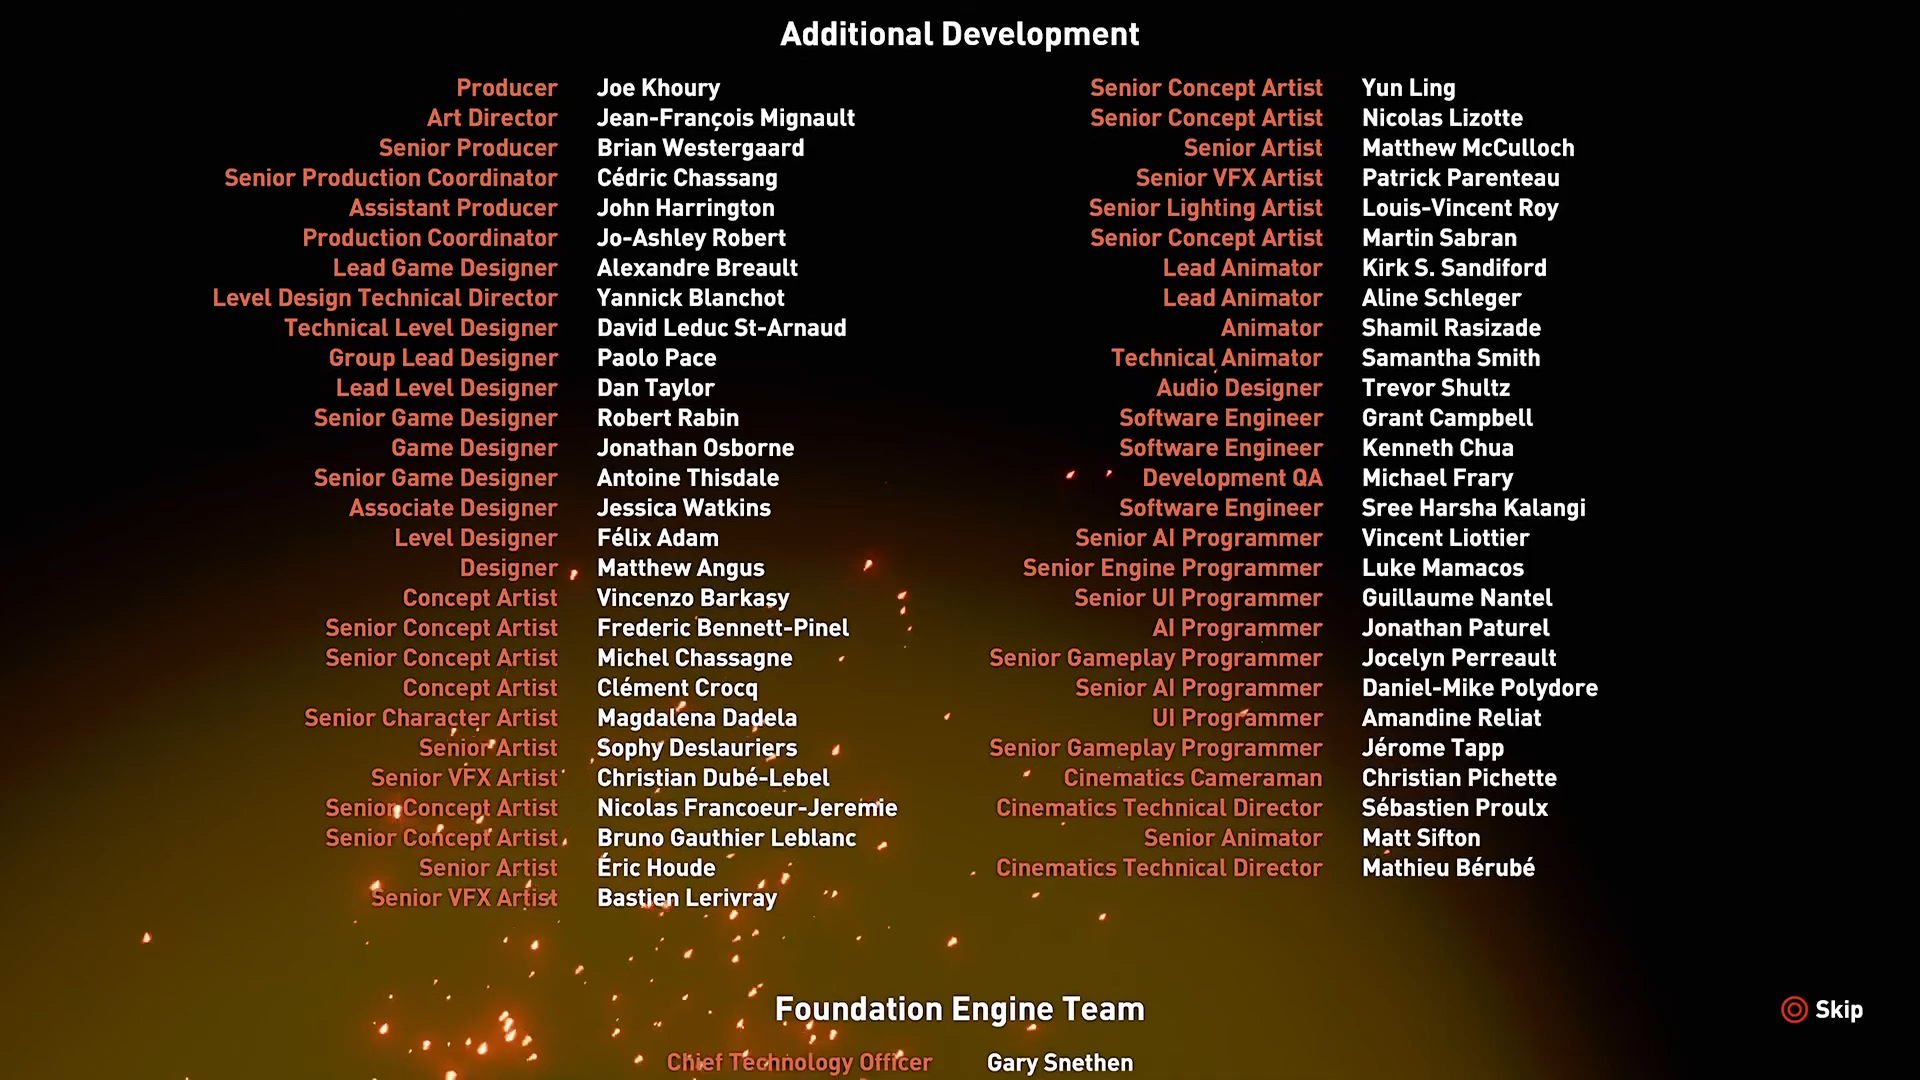 Additional Development
Producer Joe Khoury
Art Director Jean-François Mignault
Senior Producer Brian Westergaard
Senior Production Coordinator Cédric Chassang
Assistant Producer John Harrington
Production Coordinator Jo-Ashley Robert
Lead Game Designer Alexandre Breault
Level Design Technical Director Yannick Blanchot
Technical Level Designer David Leduc St-Arnaud
Group Lead Designer Paolo Pace
Lead Level Designer Dan Taylor
Senior Game Designer Robert Rabin
Game Designer Jonathan Osborne
Senior Game Designer Antoine Thisdale
Associate Designer Jessica Watkins
Level Designer Félix Adam
Designer Matthew Angus
Concept Artist Vincenzo Barkasy
Senior Concept Artist Frederic Bennett-Pinel
Senior Concept Artist Michel Chassagne
Concept Artist Clément Crocq
Senior Character Artist Magdalena Dadela
Senior Artist Sophy Deslauriers
Senior VFX Artist Christian Dubé-Lebel
Senior Concept Artist Nicolas Francoeur-Jeremie
Senior Concept Artist Bruno Gauthier Leblanc
Senior Artist Éric Houde
Senior VFX Artist Bastien Lerivray
Senior Concept Artist Yun Ling
Senior Concept Artist Nicolas Lizotte
Senior Artist Matthew McCulloch
Senior VFX Artist Patrick Parenteau
Senior Lighting Artist Louis-Vincent Roy
Senior Concept Artist Martin Sabran
Lead Animator Kirk S. Sandiford
Lead Animator Aline Schleger
Animator Shamil Rasizade
Technical Animator Samantha Smith
Audio Designer Trevor Shultz
Software Engineer Grant Campbell
Software Engineer Kenneth Chua
Development QA Michael Frary
Software Engineer Sree Harsha Kalangi
Senior AI Programmer Vincent Liottier
Senior Engine Programmer Luke Mamacos
Senior UI Programmer Guillaume Nantel
AI Programmer Jonathan Paturel
Senior Gameplay Programmer Jocelyn Perreault
Senior AI Programmer Daniel-Mike Polydore
UI Programmer Amandine Reliat
Senior Gameplay Programmer Jérome Tapp
Cinematics Cameraman Christian Pichette
Cinematics Technical Director Sébastien Proulx
Senior Animator Matt Sifton
Cinematics Technical Director Mathieu Bérubé
Foundation Engine Team
Skip
Chief Technology Officer Gary Snethen